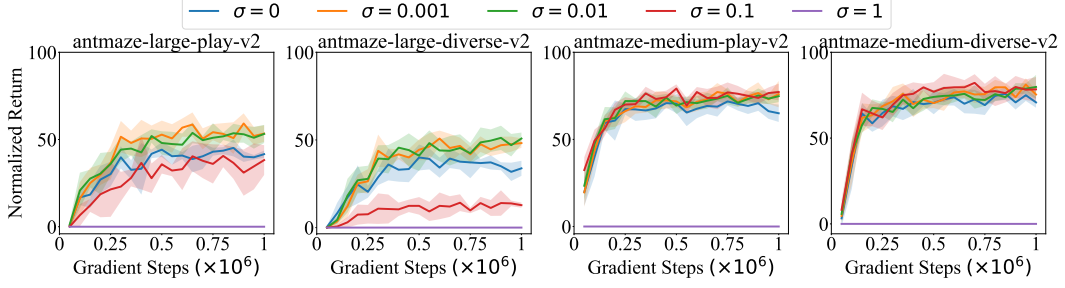 σ = 0 σ = 0.001 σ = 0.01 σ = 0.1 σ = 1
antmaze-large-play-v2 antmaze-large-diverse-v2 antmaze-medium-play-v2 antmaze-medium-diverse-v2
Normalized Return
100 100 100 100
50 50 50 50
0 0 0 0
0 0.25 0.5 0.75 1 0 0.25 0.5 0.75 1 0 0.25 0.5 0.75 1 0 0.25 0.5 0.75 1
Gradient Steps (×10⁶) Gradient Steps (×10⁶) Gradient Steps (×10⁶) Gradient Steps (×10⁶)